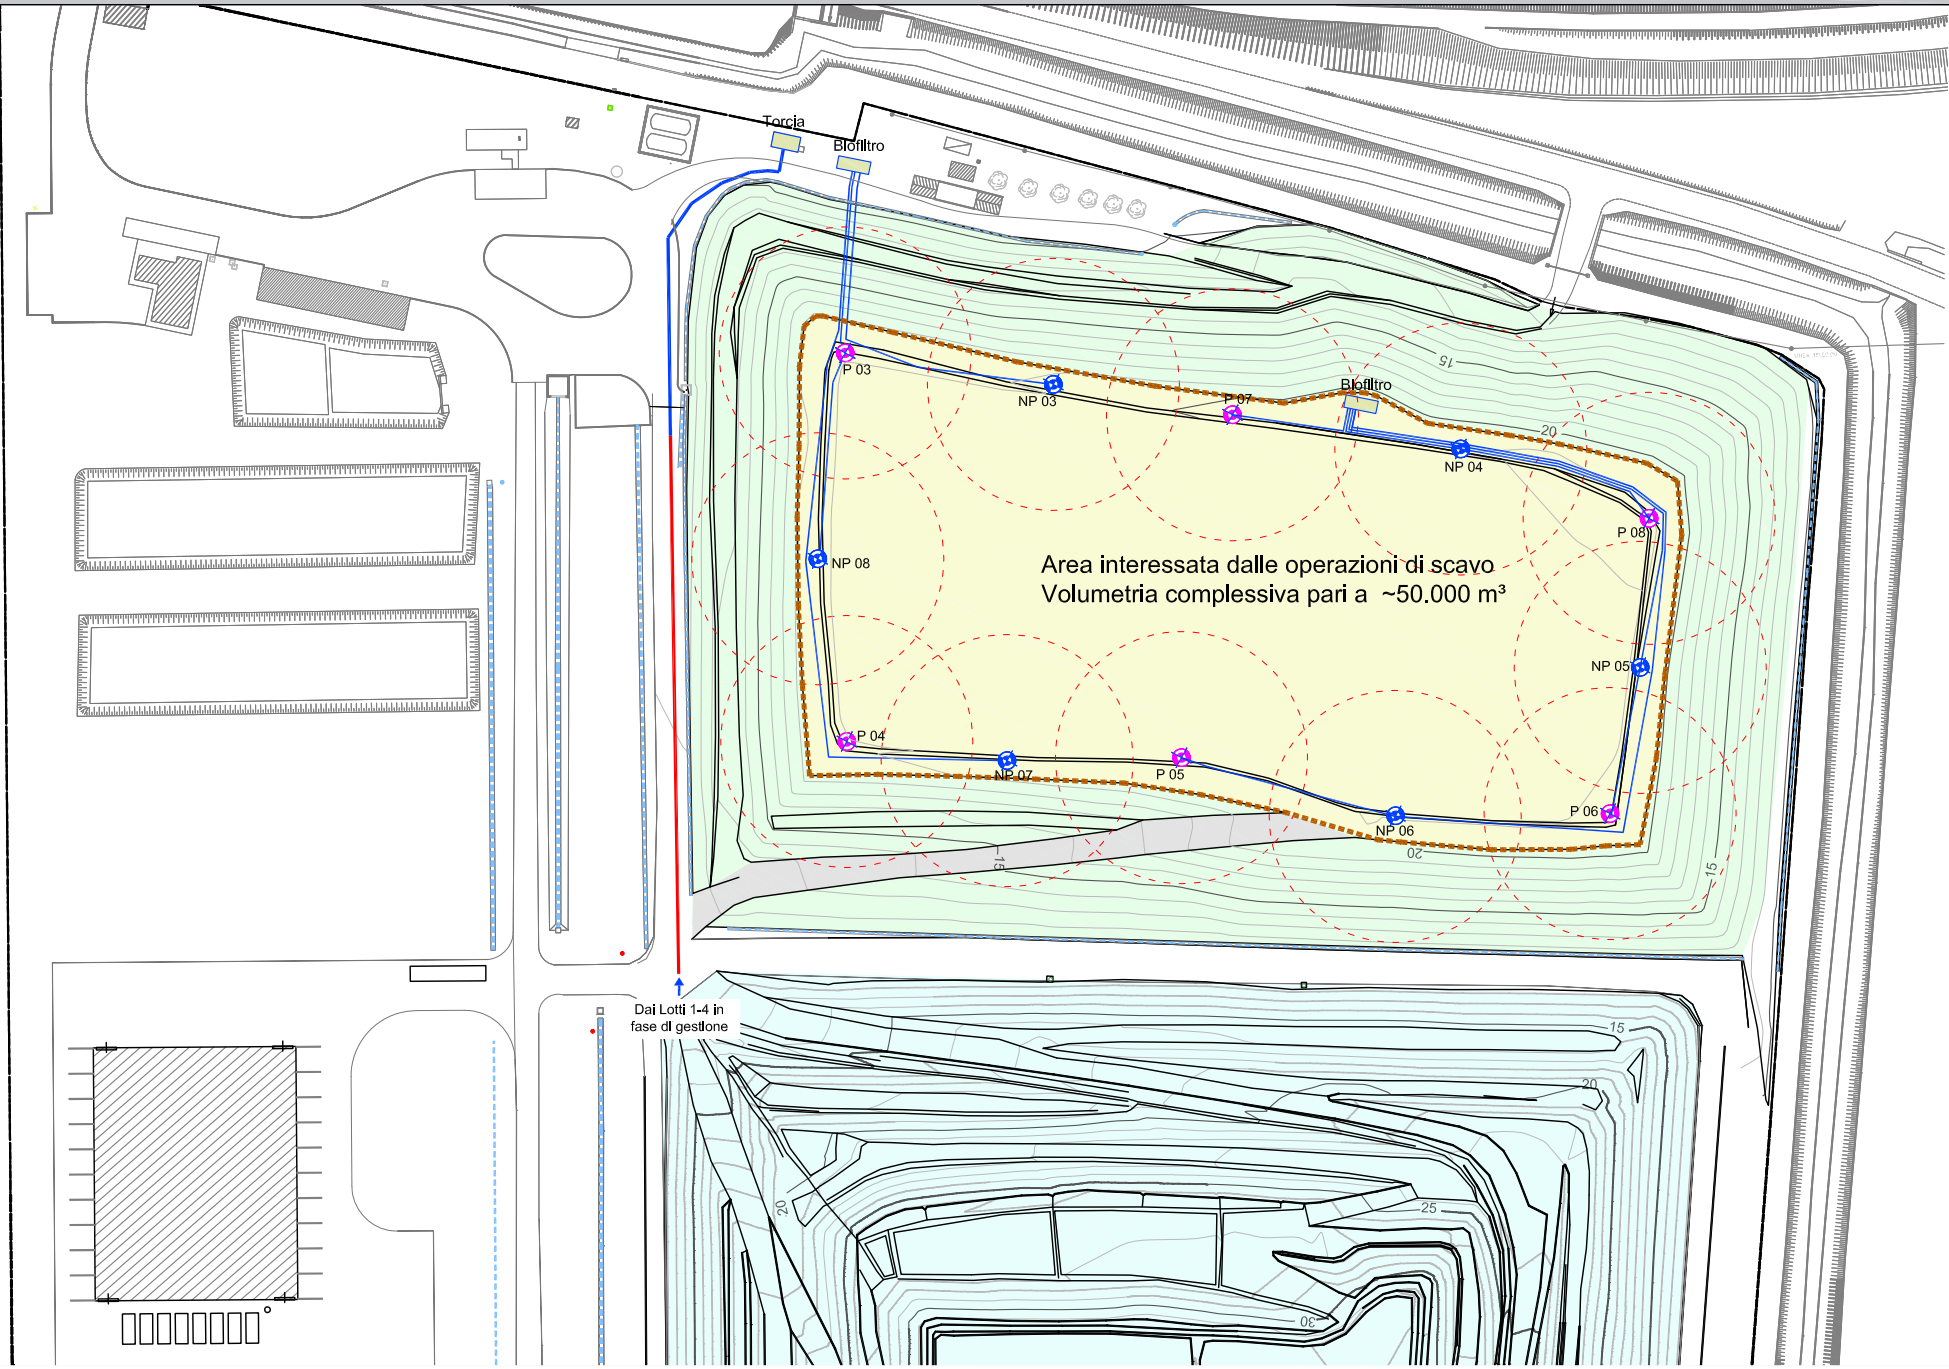 Torcia
Biofiltro
15
P 03
NP 03
P 07
Biofiltro
20
NP 04
P 08
NP 08
Area interessata dalle operazioni di scavo
Volumetria complessiva pari a ~50.000 m³
NP 05
P 04
NP 07
P 05
P 06
NP 06
20
15
15
Dai Lotti 1-4 in
fase di gestione
15
20
20
25
30